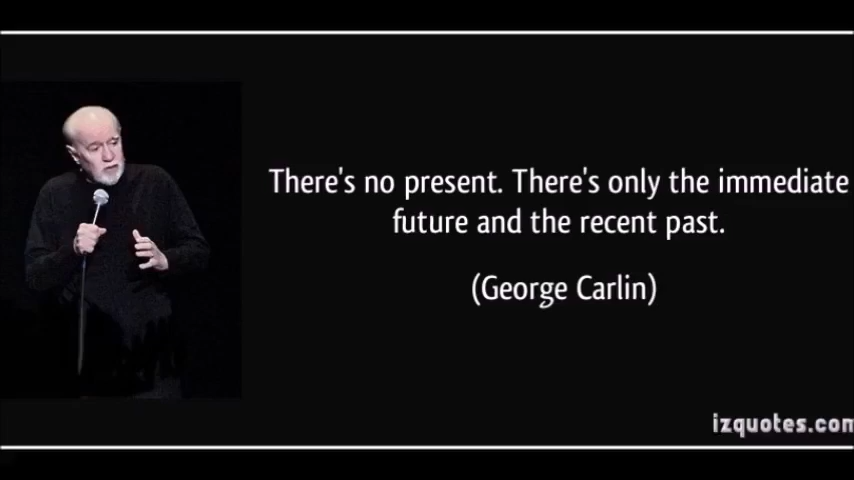 There's no present. There's only the immediate
future and the recent past.
(George Carlin)
izquotes.com